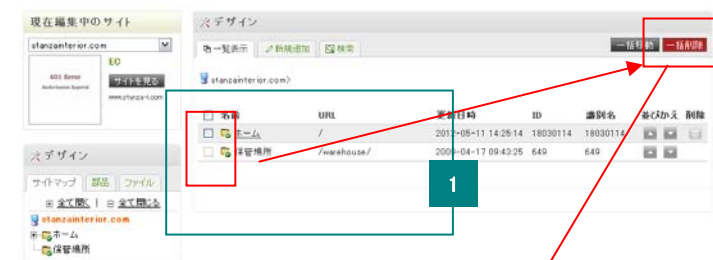 現在編集中のサイト
stanzainterior.com
EC
401 Error
サイトを見る
デザイン
サイトマップ 部品 ファイル
全て開く | 全て閉じる
stanzainterior.com
ホーム
保管場所
デザイン
一覧表示 新規追加 検索
一括移動 一括削除
stanzainterior.com>
名前 URL 更新日時 ID 識別名 並びかえ 削除
ホーム / 2012-05-11 14:25:14 18030114 18030114
保管場所 /warehouse/ 2009-04-17 09:43:25 649 649
1